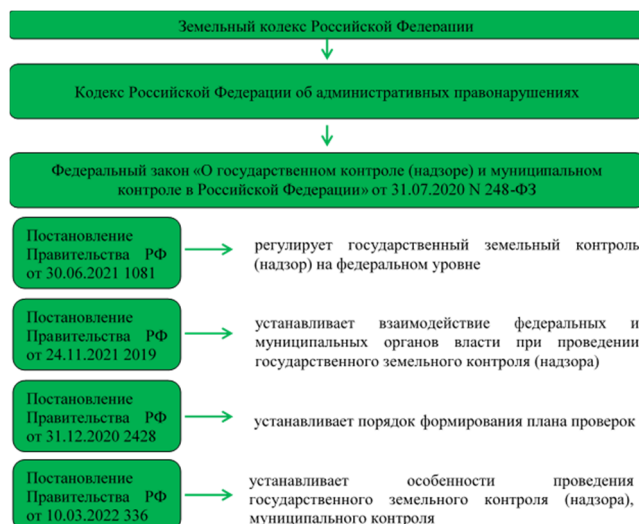 Земельный кодекс Российской Федерации
Кодекс Российской Федерации об административных правонарушениях
Федеральный закон «О государственном контроле (надзоре) и муниципальном
контроле в Российской Федерации» от 31.07.2020 N 248-ФЗ
Постановление
Правительства РФ
от 30.06.2021 1081
регулирует государственный земельный контроль
(надзор) на федеральном уровне
Постановление
Правительства РФ
от 24.11.2021 2019
устанавливает взаимодействие федеральных и
муниципальных органов власти при проведении
государственного земельного контроля (надзора)
Постановление
Правительства РФ
от 31.12.2020 2428
устанавливает порядок формирования плана проверок
Постановление
Правительства РФ
от 10.03.2022 336
устанавливает особенности проведения
государственного земельного контроля (надзора),
муниципального контроля